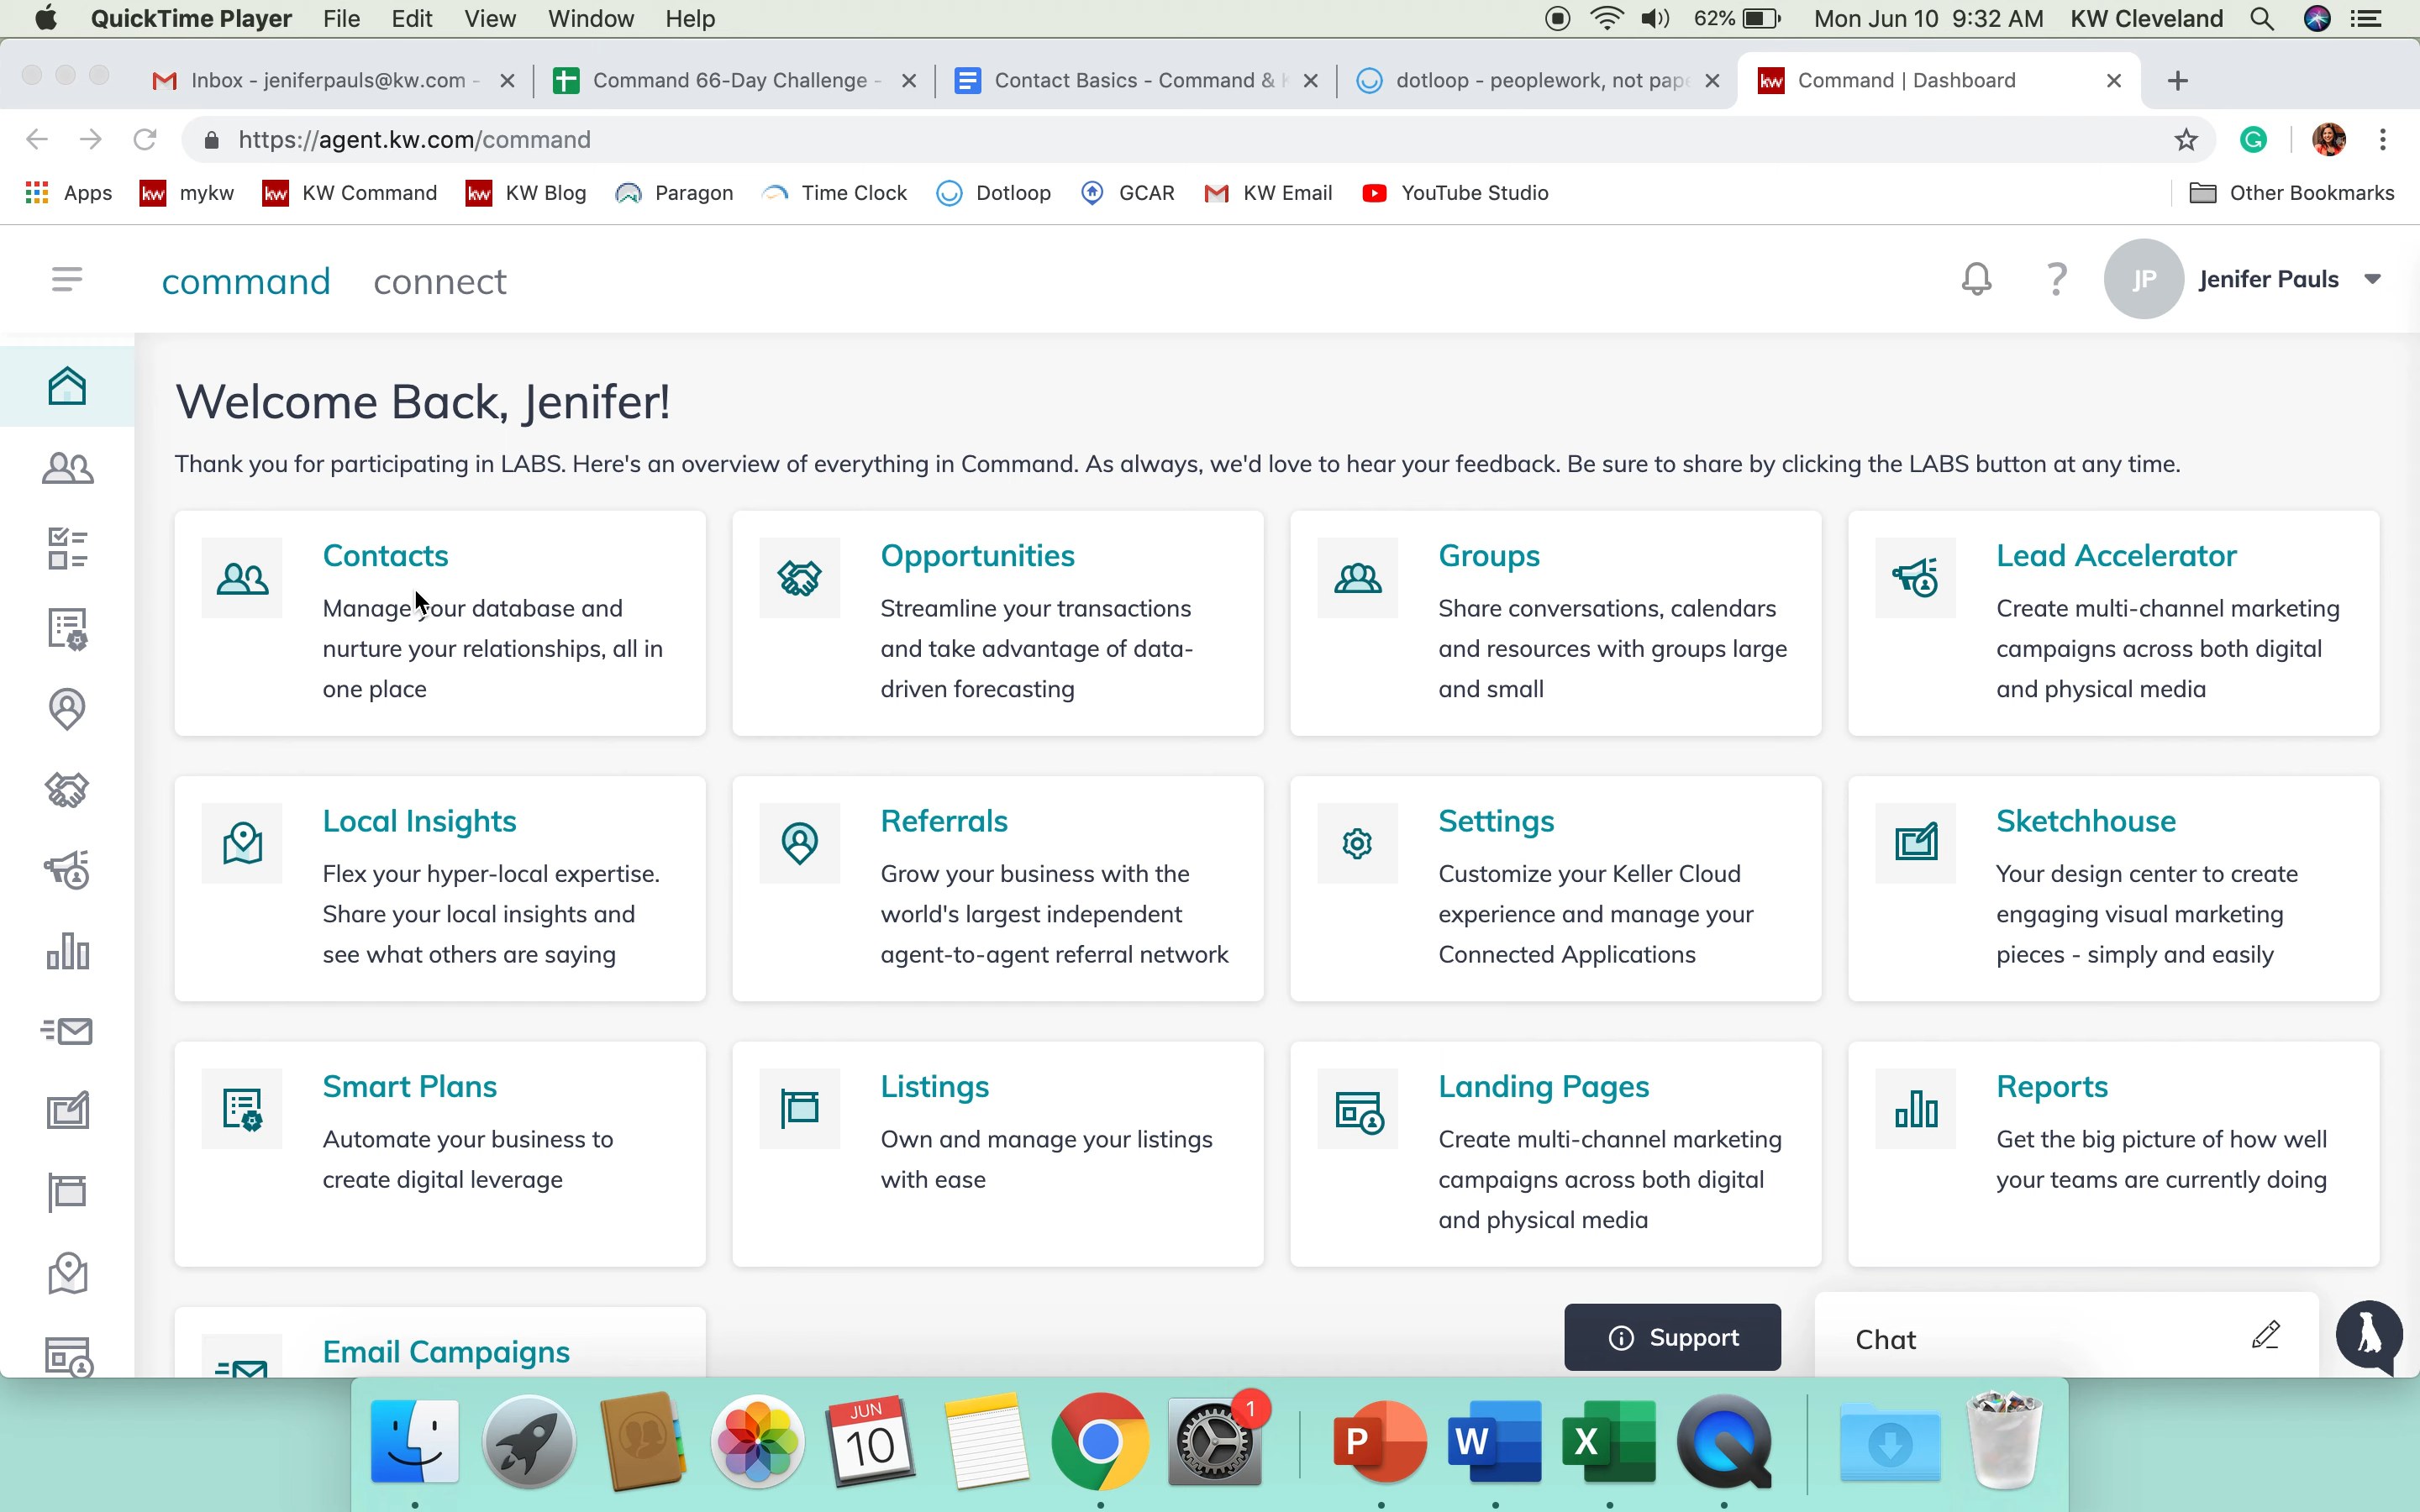 QuickTime Player File Edit View Window Help 62% Mon Jun 10 9:32 AM KW Cleveland
Inbox - jeniferpauls@kw.com - Command 66-Day Challenge - Contact Basics - Command & K dotloop - peoplework, not pape kw Command | Dashboard
https://agent.kw.com/command
Apps kw mykw kw KW Command kw KW Blog Paragon Time Clock Dotloop GCAR KW Email YouTube Studio Other Bookmarks
command connect ? JP Jenifer Pauls
Welcome Back, Jenifer!
Thank you for participating in LABS. Here's an overview of everything in Command. As always, we'd love to hear your feedback. Be sure to share by clicking the LABS button at any time.
Contacts
Manage your database and
nurture your relationships, all in
one place
Opportunities
Streamline your transactions
and take advantage of data-
driven forecasting
Groups
Share conversations, calendars
and resources with groups large
and small
Lead Accelerator
Create multi-channel marketing
campaigns across both digital
and physical media
Local Insights
Flex your hyper-local expertise.
Share your local insights and
see what others are saying
Referrals
Grow your business with the
world's largest independent
agent-to-agent referral network
Settings
Customize your Keller Cloud
experience and manage your
Connected Applications
Sketchhouse
Your design center to create
engaging visual marketing
pieces - simply and easily
Smart Plans
Automate your business to
create digital leverage
Listings
Own and manage your listings
with ease
Landing Pages
Create multi-channel marketing
campaigns across both digital
and physical media
Reports
Get the big picture of how well
your teams are currently doing
Email Campaigns
Support
Chat
JUN
10
1
P
W
X